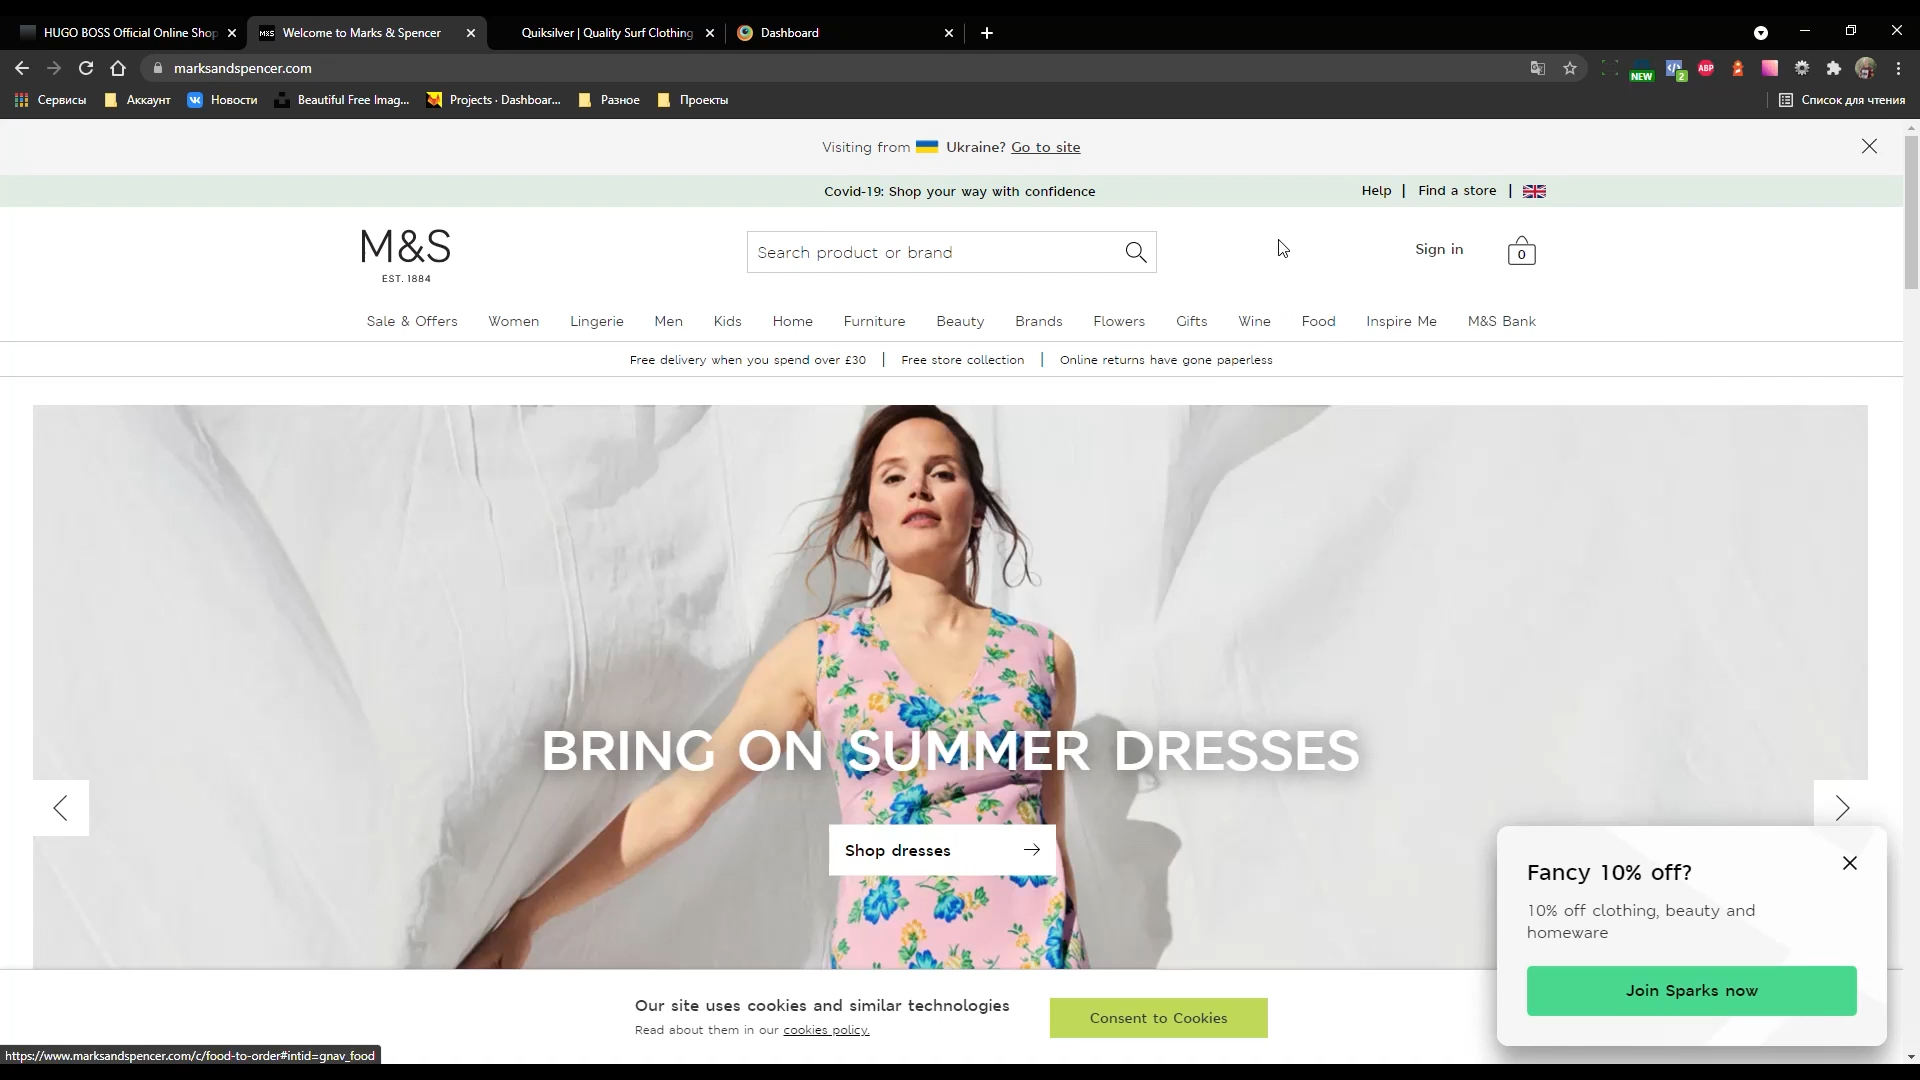 HUGO BOSS Official Online Shop
Welcome to Marks & Spencer
Quiksilver | Quality Surf Clothing
Dashboard
marksandspencer.com
NEW
2
ABP
Сервисы
Аккаунт
Новости
Beautiful Free Imag...
Projects · Dashboar...
Разное
Проекты
Список для чтения
Visiting from Ukraine? Go to site
Covid-19: Shop your way with confidence
Help | Find a store |
M&S
EST. 1884
Search product or brand
Sign in
0
Sale & Offers Women Lingerie Men Kids Home Furniture Beauty Brands Flowers Gifts Wine Food Inspire Me M&S Bank
Free delivery when you spend over £30 | Free store collection | Online returns have gone paperless
BRING ON SUMMER DRESSES
Shop dresses
Fancy 10% off?
10% off clothing, beauty and
homeware
Join Sparks now
Our site uses cookies and similar technologies
Read about them in our cookies policy.
Consent to Cookies
https://www.marksandspencer.com/c/food-to-order#intid=gnav_food